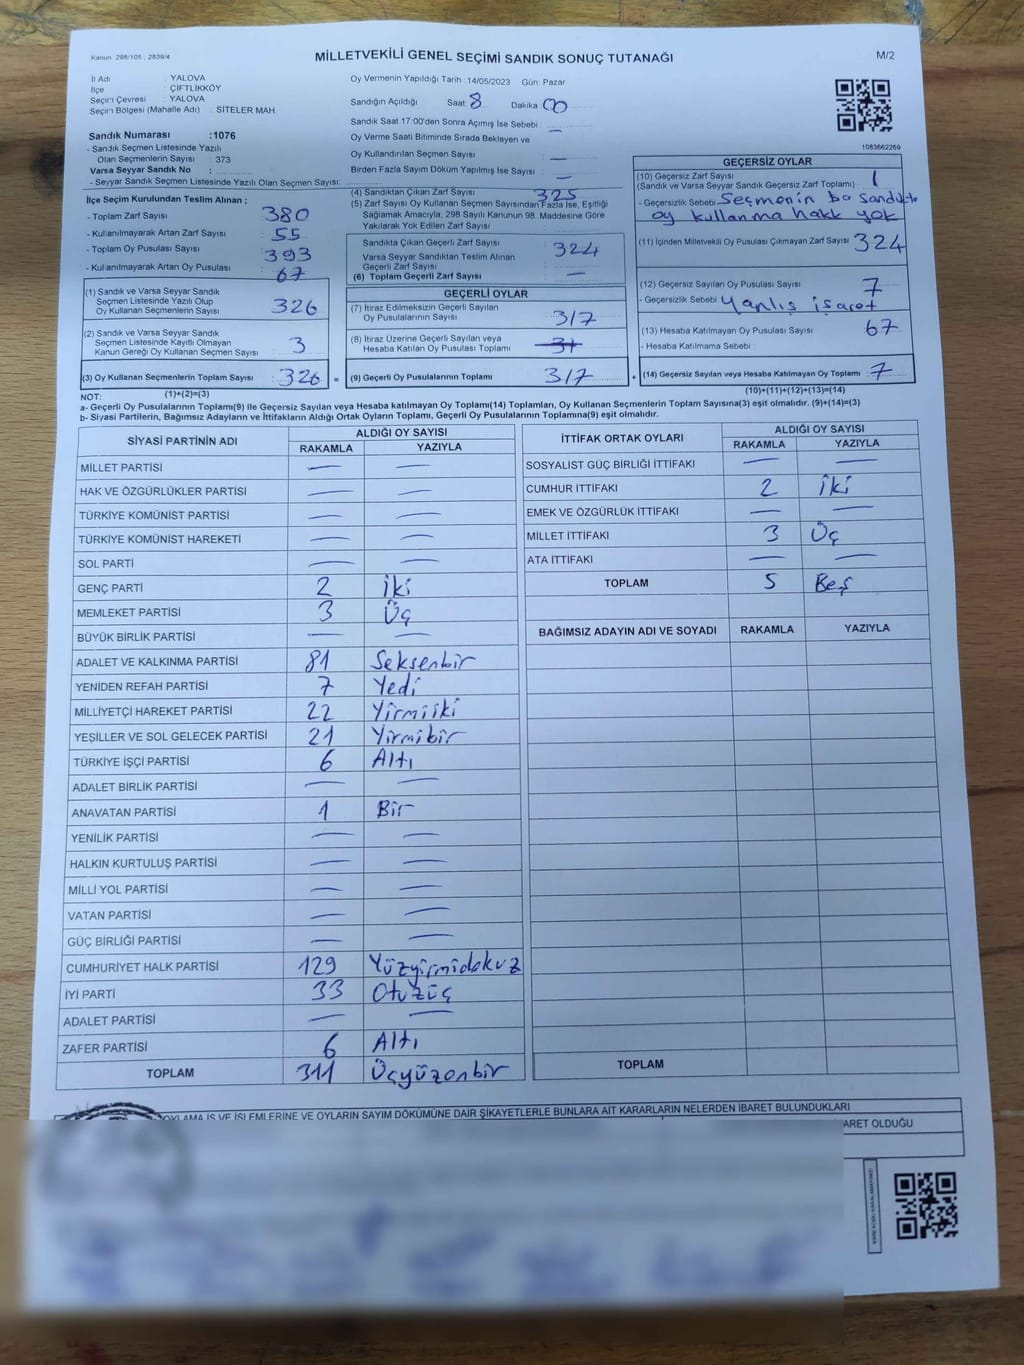 Kanun 298/105 , 2839/4
MİLLETVEKİLİ GENEL SEÇİMİ SANDIK SONUÇ TUTANAĞI
M/2
İl Adı : YALOVA
İlçe : ÇİFTLİKKÖY
Seçim Çevresi : YALOVA
Seçim Bölgesi (Mahalle Adı) : SİTELER MAH.
Oy Vermenin Yapıldığı Tarih : 14/05/2023 Gün: Pazar
Sandığın Açıldığı Saat: 8 Dakika 00
Sandık Saat 17:00'den Sonra Açımış İse Sebebi :
Sandık Numarası :1076
- Sandık Seçmen Listesinde Yazılı
Olan Seçmenlerin Sayısı : 373
Varsa Seyyar Sandık No :
- Seyyar Sandık Seçmen Listesinde Yazılı Olan Seçmen Sayısı:
Oy Verme Saati Bitiminde Sırada Bekleyen ve
Oy Kullandırılan Seçmen Sayısı —
Birden Fazla Sayım Döküm Yapılmış İse Sayısı —
1083662269
İlçe Seçim Kurulundan Teslim Alınan ;
- Toplam Zarf Sayısı : 380
- Kullanılmayarak Artan Zarf Sayısı : 55
- Toplam Oy Pusulası Sayısı : 393
- Kullanılmayarak Artan Oy Pusulası : 67
(4) Sandıktan Çıkan Zarf Sayısı 325
(5) Zarf Sayısı Oy Kullanan Seçmen Sayısından Fazla İse, Eşitliği
Sağlamak Amacıyla; 298 Sayılı Kanunun 98. Maddesine Göre
Yakılarak Yok Edilen Zarf Sayısı
Sandıkta Çıkan Geçerli Zarf Sayısı 324
Varsa Seyyar Sandıktan Teslim Alınan
Geçerli Zarf Sayısı
(6) Toplam Geçerli Zarf Sayısı —
GEÇERSİZ OYLAR
(10) Geçersiz Zarf Sayısı 1
(Sandık ve Varsa Seyyar Sandık Geçersiz Zarf Toplamı)
- Geçersizlik Sebebi Seçmenin bo sandıkta
oy kullanma hakk yok
(11) İçinden Milletvekili Oy Pusulası Çıkmayan Zarf Sayısı 324
(12) Geçersiz Sayılan Oy Pusulası Sayısı 7
- Geçersizlik Sebebi Yanlış işaret
(13) Hesaba Katılmayan Oy Pusulası Sayısı 67
- Hesaba Katılmama Sebebi :
(1) Sandık ve Varsa Seyyar Sandık
Seçmen Listesinde Yazılı Olup
Oy Kullanan Seçmenlerin Sayısı 326
(2) Sandık ve Varsa Seyyar Sandık
Seçmen Listesinde Kayıtlı Olmayan
Kanun Gereği Oy Kullanan Seçmen Sayısı 3
(3) Oy Kullanan Seçmenlerin Toplam Sayısı : 326 =
GEÇERLİ OYLAR
(7) İtiraz Edilmeksizin Geçerli Sayılan
Oy Pusulalarının Sayısı : 317
(8) İtiraz Üzerine Geçerli Sayılan veya
Hesaba Katılan Oy Pusulası Toplamı
(9) Geçerli Oy Pusulalarının Toplamı 317 +
(14) Geçersiz Sayılan veya Hesaba Katılmayan Oy Toplamı : 7
NOT: (1)+(2)=(3)
(10)+(11)+(12)+(13)=(14)
a- Geçerli Oy Pusulalarının Toplamı(9) ile Geçersiz Sayılan veya Hesaba katılmayan Oy Pusulası Toplamı(14) Toplamları, Oy Kullanan Seçmenlerin Toplam Sayısına(3) eşit olmalıdır. (9)+(14)=(3)
b- Siyasi Partilerin, Bağımsız Adayların ve İttifakların Aldığı Ortak Oyların Toplamı, Geçerli Oy Pusulalarının Toplamına(9) eşit olmalıdır.
SİYASİ PARTİNİN ADI ALDIĞI OY SAYISI
RAKAMLA YAZIYLA
MİLLET PARTİSİ — —
HAK VE ÖZGÜRLÜKLER PARTİSİ — —
TÜRKİYE KOMÜNİST PARTİSİ — —
TÜRKİYE KOMÜNİST HAREKETİ — —
SOL PARTİ — —
GENÇ PARTİ 2 İki
MEMLEKET PARTİSİ 3 Üç
BÜYÜK BİRLİK PARTİSİ — —
ADALET VE KALKINMA PARTİSİ 81 Seksenbir
YENİDEN REFAH PARTİSİ 7 Yedi
MİLLİYETÇİ HAREKET PARTİSİ 22 Yirmiiki
YEŞİLLER VE SOL GELECEK PARTİSİ 21 Yirmibir
TÜRKİYE İŞÇİ PARTİSİ 6 Altı
ADALET BİRLİK PARTİSİ — —
ANAVATAN PARTİSİ 1 Bir
YENİLİK PARTİSİ — —
HALKIN KURTULUŞ PARTİSİ — —
MİLLİ YOL PARTİSİ — —
VATAN PARTİSİ — —
GÜÇ BİRLİĞİ PARTİSİ — —
CUMHURİYET HALK PARTİSİ 129 Yüzyirmidokuz
İYİ PARTİ 33 Otuzüç
ADALET PARTİSİ — —
ZAFER PARTİSİ 6 Altı
TOPLAM 311 Üçyüzonbir
İTTİFAK ORTAK OYLARI ALDIĞI OY SAYISI
RAKAMLA YAZIYLA
SOSYALİST GÜÇ BİRLİĞİ İTTİFAKI — —
CUMHUR İTTİFAKI 2 İki
EMEK VE ÖZGÜRLÜK İTTİFAKI — —
MİLLET İTTİFAKI 3 Üç
ATA İTTİFAKI — —
TOPLAM 5 Beş
BAĞIMSIZ ADAYIN ADI VE SOYADI RAKAMLA YAZIYLA
TOPLAM
İŞ VE İŞLEMLERİNE VE OYLARIN SAYIM DÖKÜMÜNE DAİR ŞİKAYETLERLE BUNLARA AİT KARARLARIN NELERDEN İBARET BULUNDUKLARI
OLDUĞU